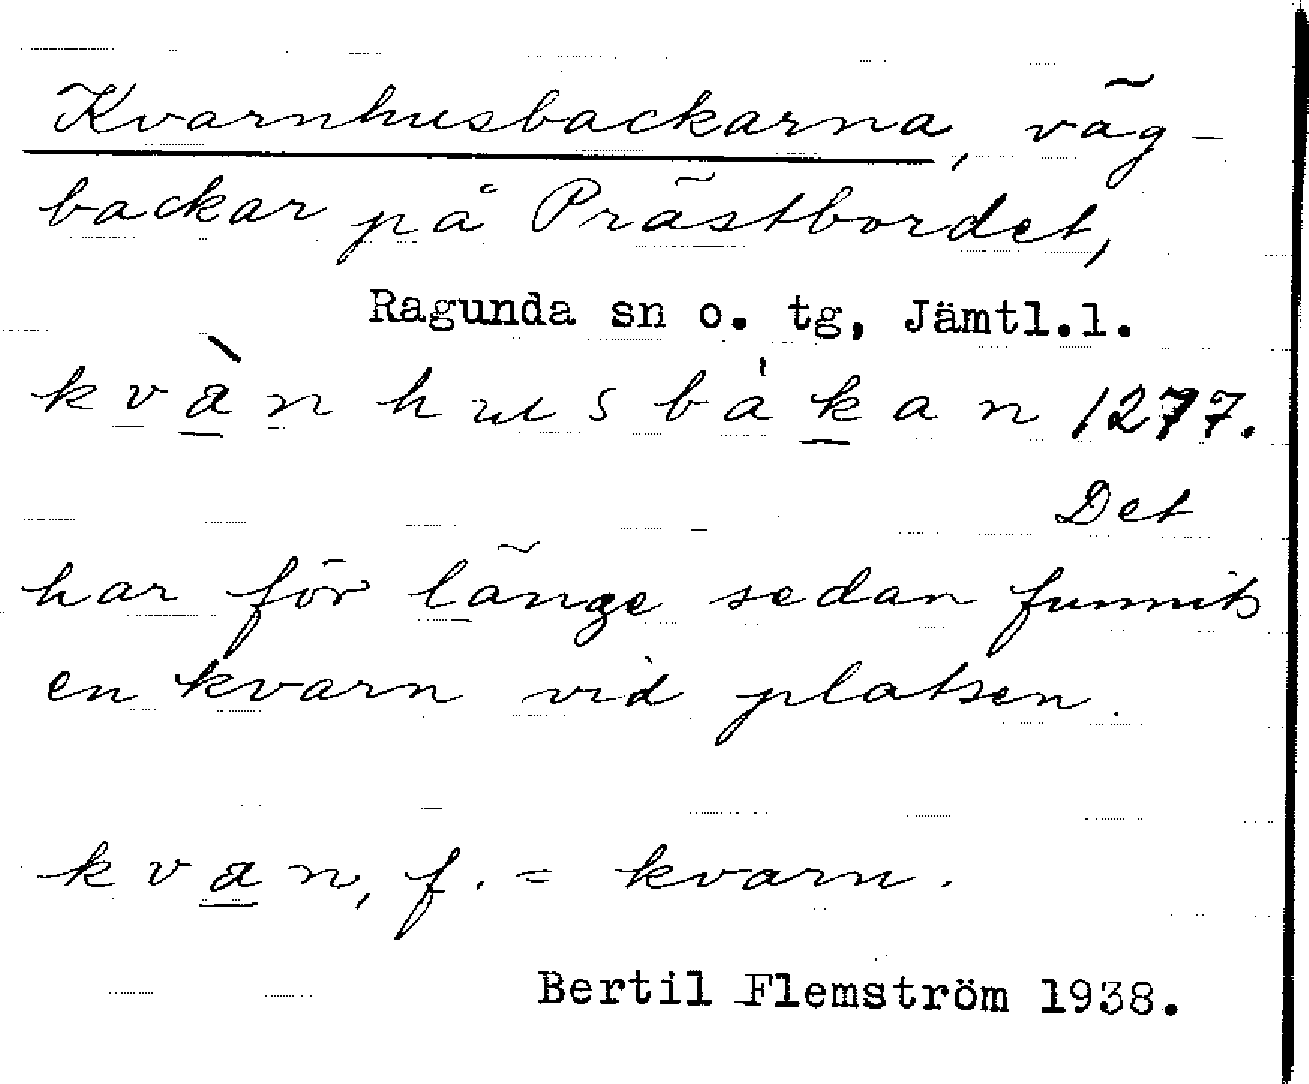 Kvarnhusbackarna, väg-
backar på Prästbordet,
Ragunda sn o. tg, Jämtl.l.
kvànhusbákan 1277.
Det
har för länge sedan funnits
en kvarn vid platsen.
kvan, f. = kvarn.
Bertil Flemström 1938.